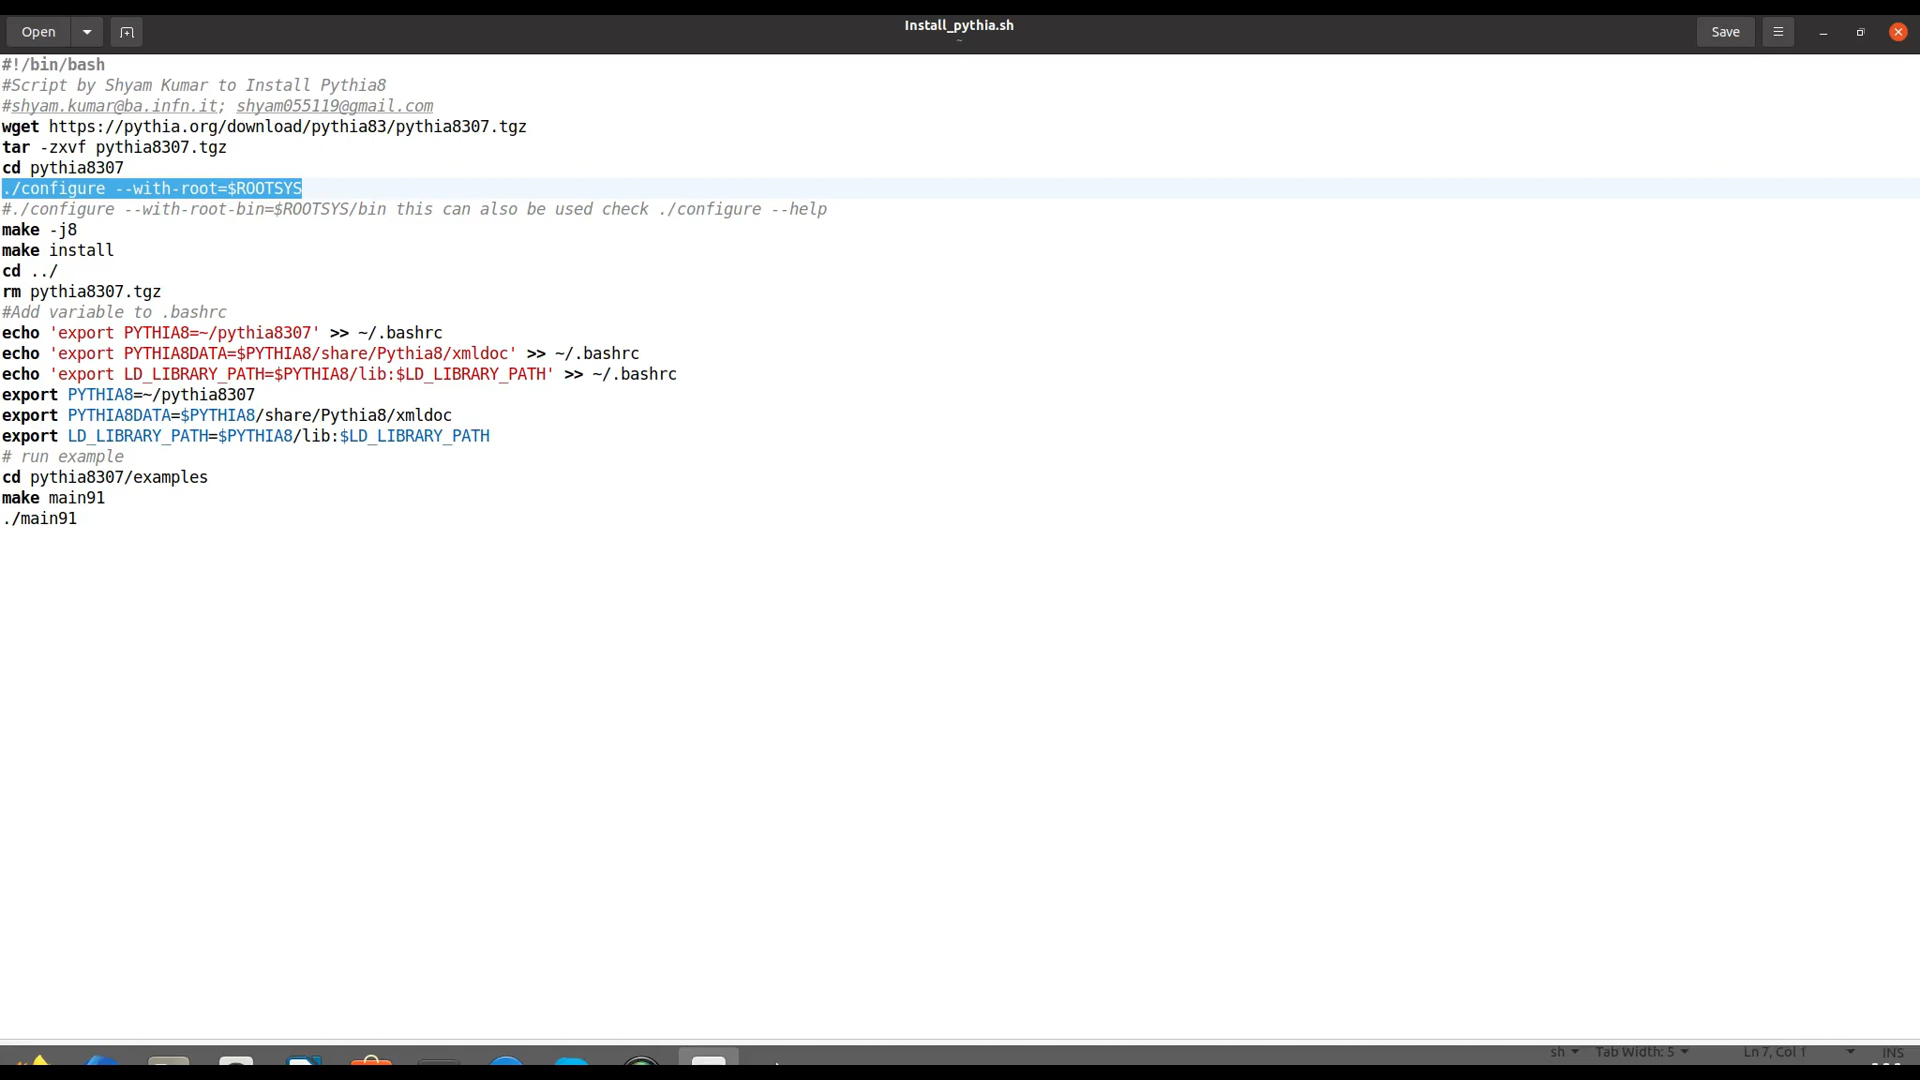 Open
Install_pythia.sh
~
Save
#!/bin/bash
#Script by Shyam Kumar to Install Pythia8
#shyam.kumar@ba.infn.it; shyam055119@gmail.com
wget https://pythia.org/download/pythia83/pythia8307.tgz
tar -zxvf pythia8307.tgz
cd pythia8307
./configure --with-root=$ROOTSYS
#./configure --with-root-bin=$ROOTSYS/bin this can also be used check ./configure --help
make -j8
make install
cd ../
rm pythia8307.tgz
#Add variable to .bashrc
echo 'export PYTHIA8=~/pythia8307' >> ~/.bashrc
echo 'export PYTHIA8DATA=$PYTHIA8/share/Pythia8/xmldoc' >> ~/.bashrc
echo 'export LD_LIBRARY_PATH=$PYTHIA8/lib:$LD_LIBRARY_PATH' >> ~/.bashrc
export PYTHIA8=~/pythia8307
export PYTHIA8DATA=$PYTHIA8/share/Pythia8/xmldoc
export LD_LIBRARY_PATH=$PYTHIA8/lib:$LD_LIBRARY_PATH
# run example
cd pythia8307/examples
make main91
./main91
sh Tab Width: 5 Ln 7, Col 1 INS